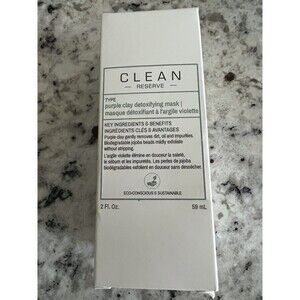 CLEAN
RESERVE
TYPE
purple clay detoxifying mask |
masque détoxifiant à l'argile violette
KEY INGREDIENTS & BENEFITS
INGRÉDIENTS CLÉS & AVANTAGES
Purple clay gently removes dirt, oil and impurities.
Biodegradable jojoba beads mildly exfoliate
without stripping.
L'argile violette élimine en douceur la saleté,
le sébum et les impuretés. Les perles de jojoba
biodégradables exfolient en douceur sans dessécher.
ECO-CONSCIOUS & SUSTAINABLE
2 Fl. Oz. 59 mL